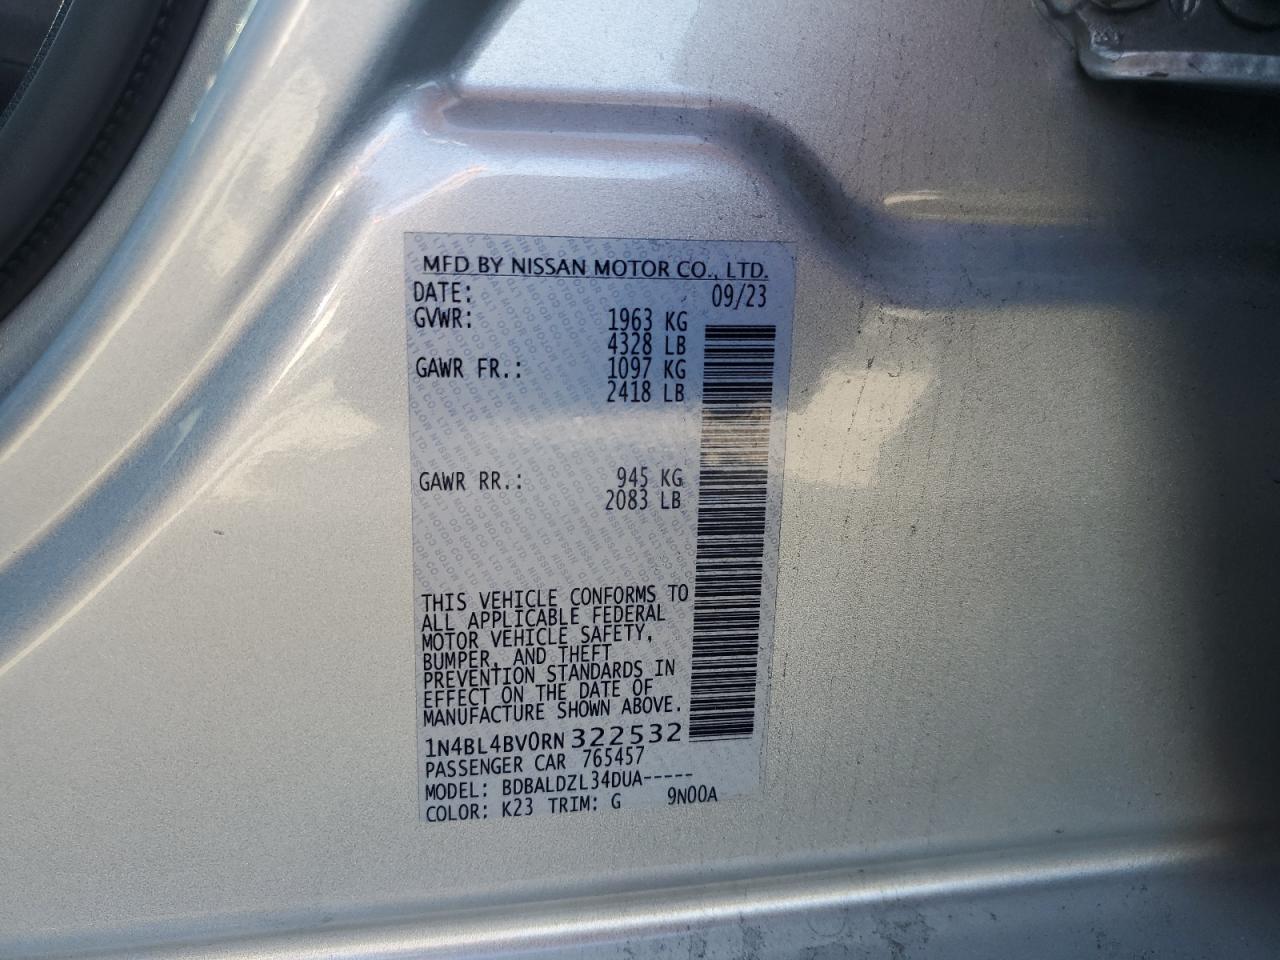 MFD BY NISSAN MOTOR CO., LTD.
DATE: 09/23
GVWR: 1963 KG
4328 LB
GAWR FR.: 1097 KG
2418 LB
GAWR RR.: 945 KG
2083 LB
THIS VEHICLE CONFORMS TO
ALL APPLICABLE FEDERAL
MOTOR VEHICLE SAFETY,
BUMPER, AND THEFT
PREVENTION STANDARDS IN
EFFECT ON THE DATE OF
MANUFACTURE SHOWN ABOVE.
1N4BL4BV0RN322532
PASSENGER CAR 765457
MODEL: BDBALDZL34DUA-----
COLOR: K23 TRIM: G 9N00A